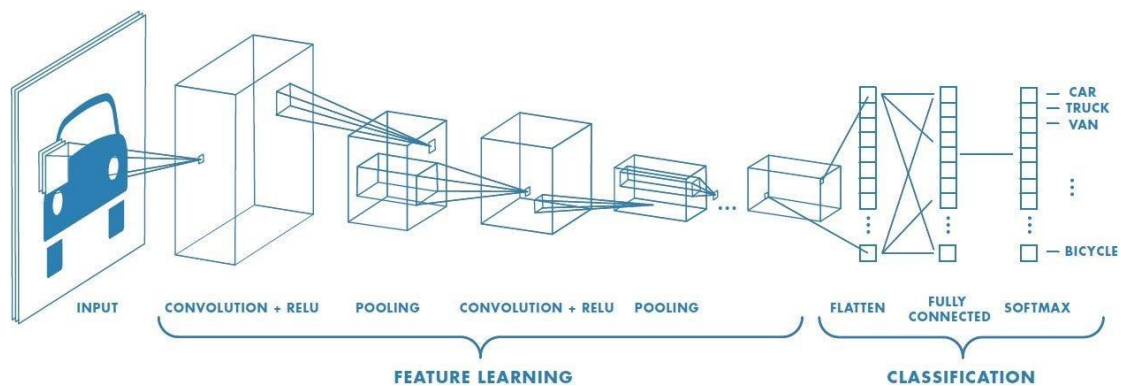 CAR
TRUCK
VAN
BICYCLE
INPUT
CONVOLUTION + RELU
POOLING
CONVOLUTION + RELU
POOLING
FLATTEN
FULLY
CONNECTED
SOFTMAX
FEATURE LEARNING
CLASSIFICATION